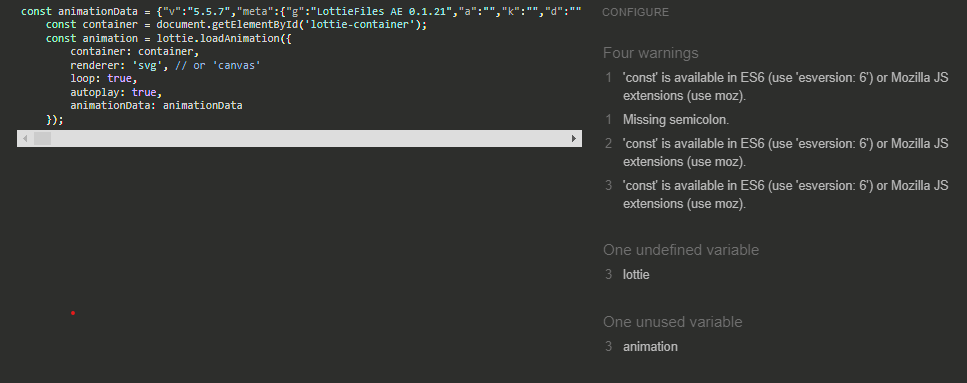 const animationData = {"v":"5.5.7","meta":{"g":"LottieFiles AE 0.1.21","a":"","k":"","d":""
const container = document.getElementById('lottie-container');
const animation = lottie.loadAnimation({
container: container,
renderer: 'svg', // or 'canvas'
loop: true,
autoplay: true,
animationData: animationData
});
CONFIGURE
Four warnings
1 'const' is available in ES6 (use 'esversion: 6') or Mozilla JS
extensions (use moz).
1 Missing semicolon.
2 'const' is available in ES6 (use 'esversion: 6') or Mozilla JS
extensions (use moz).
3 'const' is available in ES6 (use 'esversion: 6') or Mozilla JS
extensions (use moz).
One undefined variable
3 lottie
One unused variable
3 animation